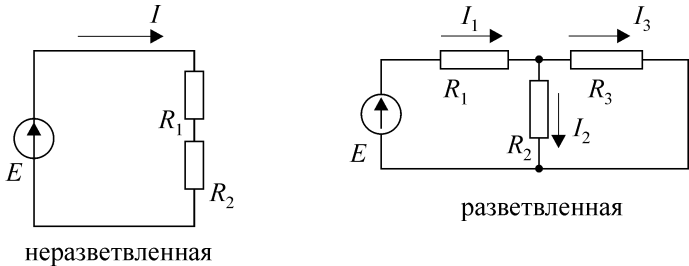 I
R1
E
R2
неразветвленная
I1
I3
R1
R3
E
R2
I2
разветвленная